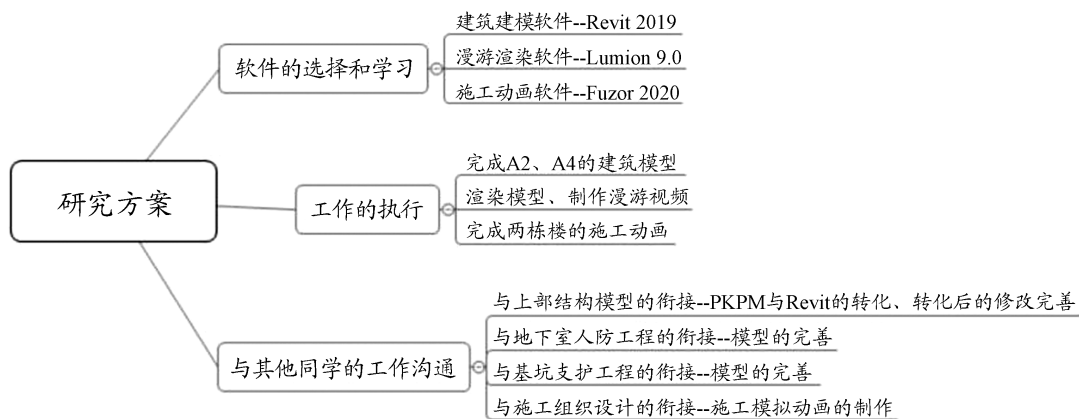 研究方案
软件的选择和学习
建筑建模软件--Revit 2019
漫游渲染软件--Lumion 9.0
施工动画软件--Fuzor 2020
工作的执行
完成A2、A4的建筑模型
渲染模型、制作漫游视频
完成两栋楼的施工动画
与其他同学的工作沟通
与上部结构模型的衔接--PKPM与Revit的转化、转化后的修改完善
与地下室人防工程的衔接--模型的完善
与基坑支护工程的衔接--模型的完善
与施工组织设计的衔接--施工模拟动画的制作